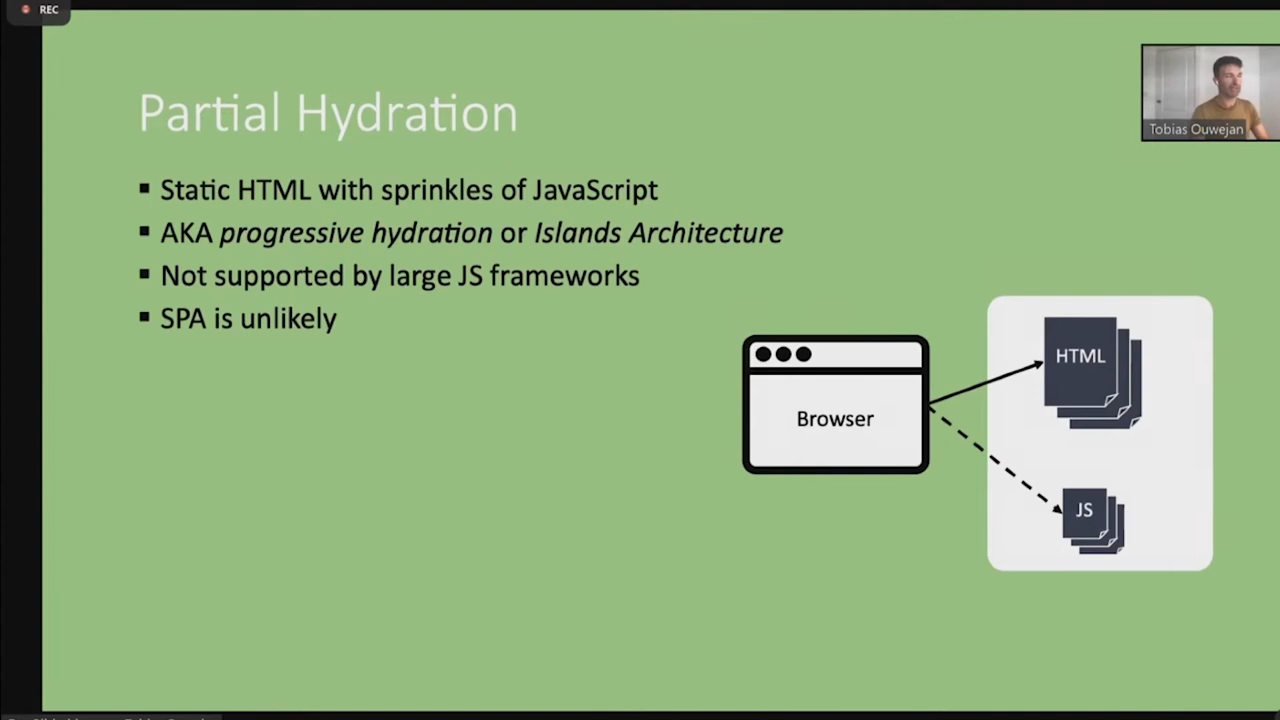 REC
Partial Hydration
Static HTML with sprinkles of JavaScript
AKA progressive hydration or Islands Architecture
Not supported by large JS frameworks
SPA is unlikely
Tobias Ouwejan
Browser
HTML
JS